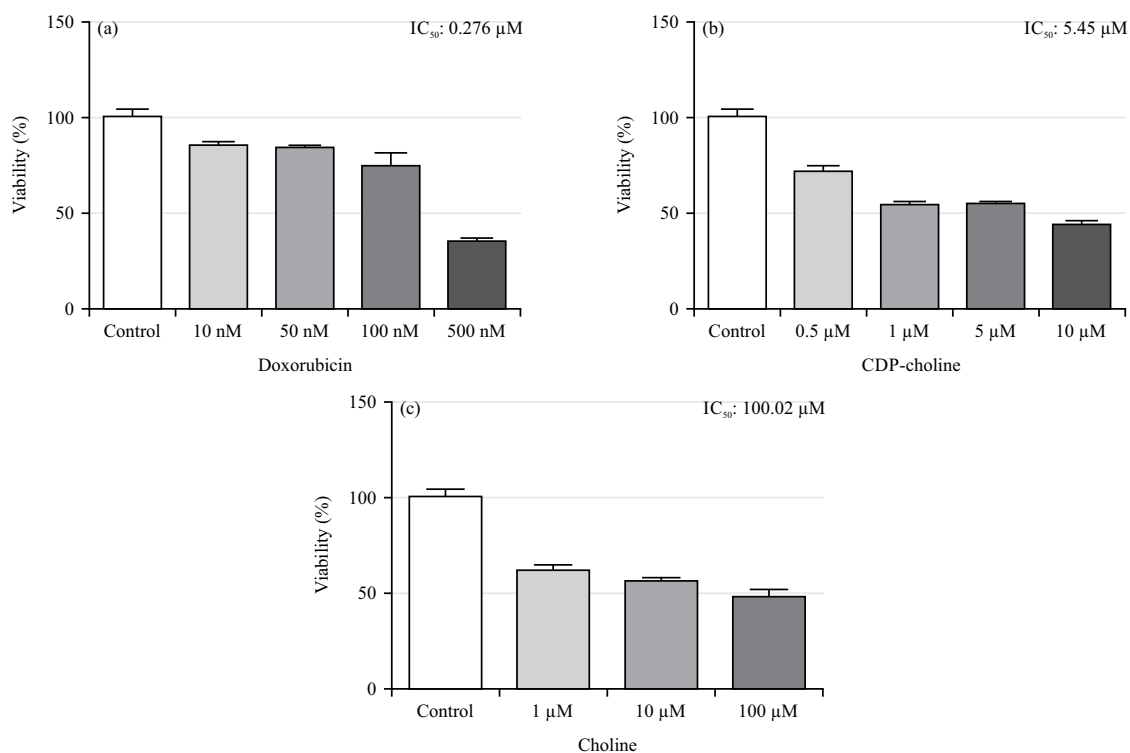 (a)
IC₅₀: 0.276 µM
150
100
50
0
Viability (%)
Control
10 nM
50 nM
100 nM
500 nM
Doxorubicin
(b)
IC₅₀: 5.45 µM
150
100
50
0
Viability (%)
Control
0.5 µM
1 µM
5 µM
10 µM
CDP-choline
(c)
IC₅₀: 100.02 µM
150
100
50
0
Viability (%)
Control
1 µM
10 µM
100 µM
Choline